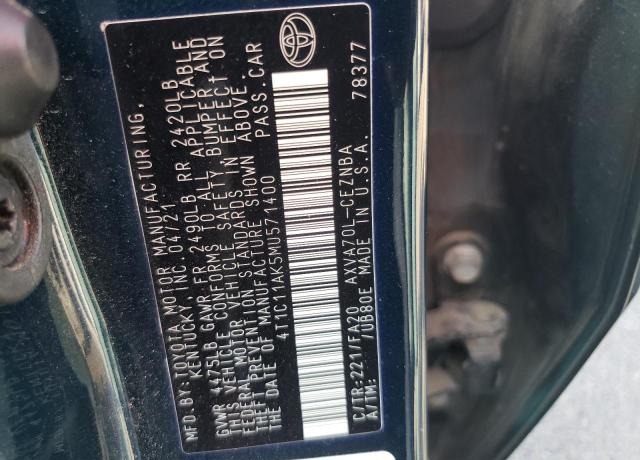 MFD.BY: TOYOTA MOTOR MANUFACTURING,
KENTUCKY, INC 04/21
GVWR 4475LB GAWR FR 2490LB RR 2420LB
THIS VEHICLE CONFORMS TO ALL APPLICABLE
FEDERAL MOTOR VEHICLE SAFETY, BUMPER AND
THEFT PREVENTION STANDARDS IN EFFECT ON
THE DATE OF MANUFACTURE SHOWN ABOVE.
4T1C11AK5MU571400 PASS.CAR
C/TR:221/FA20 AXVA70L-CEZNBA
A/TM: /UB80E MADE IN U.S.A. 78377